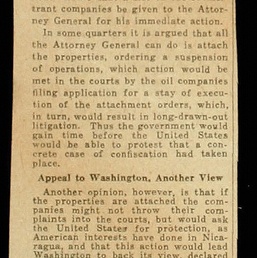 trant companies be given to the Attor-
ney General for his immediate action.
In some quarters it is argued that all
the Attorney General can do is attach
the properties, ordering a suspension
of operations, which action would be
met in the courts by the oil companies
filing application for a stay of execu-
tion of the attachment orders, which,
in turn, would result in long-drawn-out
litigation. Thus the government would
gain time before the United States
would be able to protest that a con-
crete case of confiscation had taken
place.
Appeal to Washington, Another View
Another opinion, however, is that if
the properties are attached the com-
panies might not throw their com-
plaints into the courts, but would ask
the United States for protection, as
American interests have done in Nica-
ragua, and that this action would lead
Washington to back its view, declared